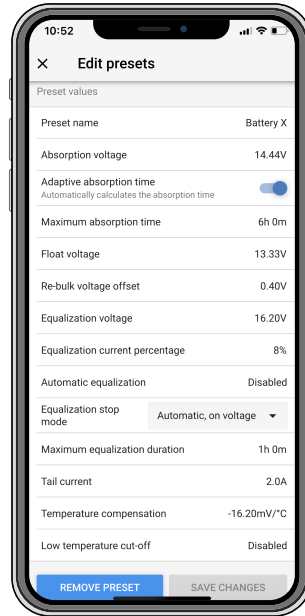 10:52
× Edit presets
Preset values
Preset name Battery X
Absorption voltage 14.44V
Adaptive absorption time
Automatically calculates the absorption time
Maximum absorption time 6h 0m
Float voltage 13.33V
Re-bulk voltage offset 0.40V
Equalization voltage 16.20V
Equalization current percentage 8%
Automatic equalization Disabled
Equalization stop
mode Automatic, on voltage
Maximum equalization duration 1h 0m
Tail current 2.0A
Temperature compensation -16.20mV/°C
Low temperature cut-off Disabled
REMOVE PRESET SAVE CHANGES